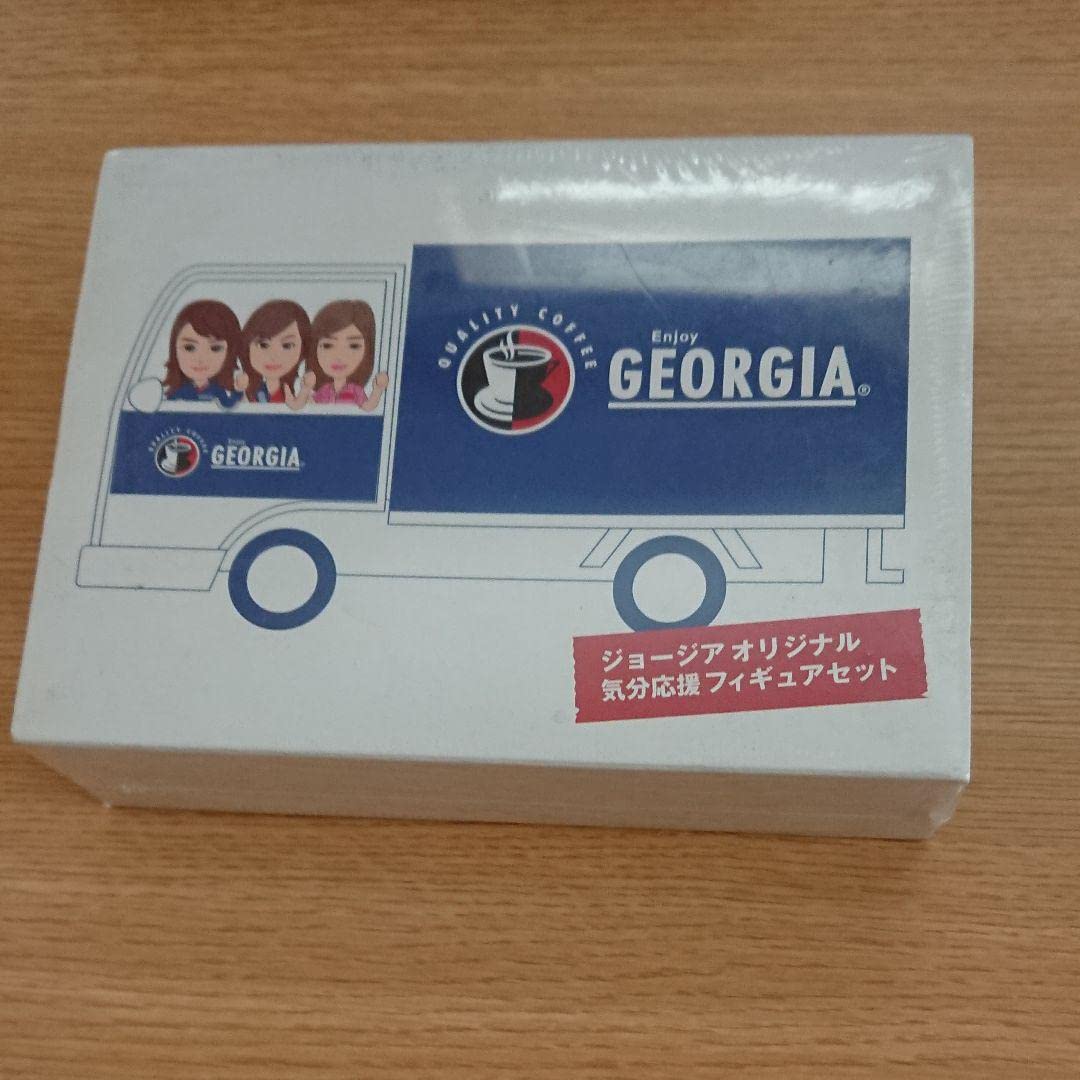 QUALITY COFFEE
Enjoy
GEORGIA®
QUALITY COFFEE
Enjoy
GEORGIA
ジョージア オリジナル
気分応援フィギュアセット